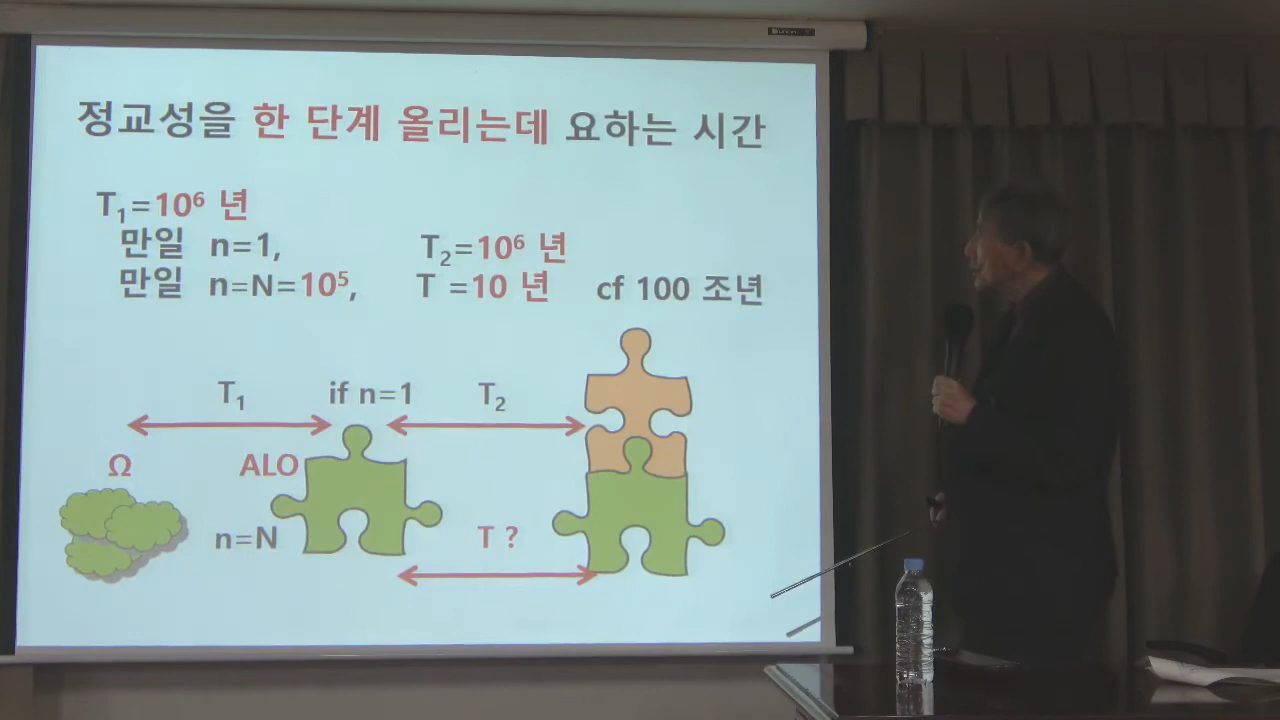 정교성을 한 단계 올리는데 요하는 시간
T₁=10⁶ 년
만일 n=1, T₂=10⁶ 년
만일 n=N=10⁵, T =10 년 cf 100 조년
T₁ if n=1 T₂
Ω ALO
n=N T ?